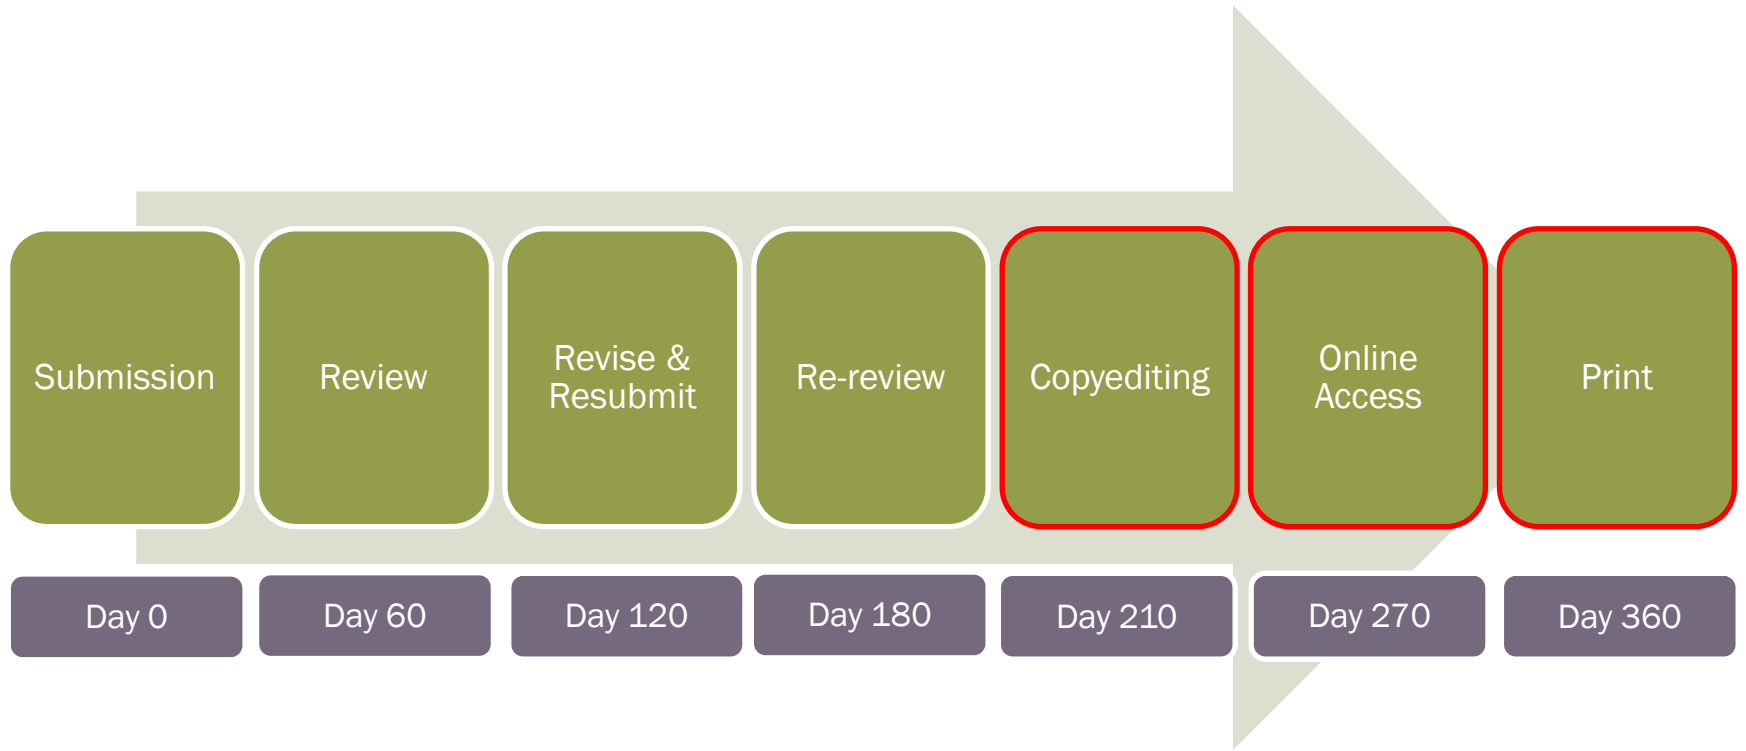 Submission
Review
Revise &
Resubmit
Re-review
Copyediting
Online
Access
Print
Day 0
Day 60
Day 120
Day 180
Day 210
Day 270
Day 360